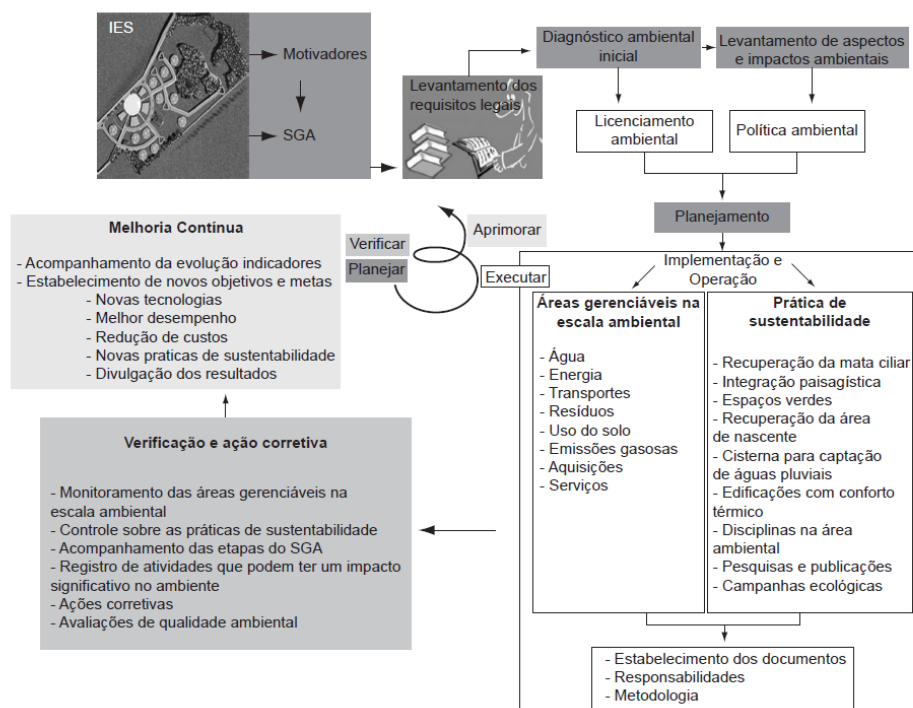 IES
Motivadores
SGA
Levantamento dos
requisitos legais
Diagnóstico ambiental
inicial
Levantamento de aspectos
e impactos ambientais
Licenciamento
ambiental
Política ambiental
Planejamento
Melhoria Contínua
- Acompanhamento da evolução indicadores
- Estabelecimento de novos objetivos e metas
- Novas tecnologias
- Melhor desempenho
- Redução de custos
- Novas praticas de sustentabilidade
- Divulgação dos resultados
Verificar
Planejar
Aprimorar
Executar
Implementação e
Operação
Áreas gerenciáveis na
escala ambiental
- Água
- Energia
- Transportes
- Resíduos
- Uso do solo
- Emissões gasosas
- Aquisições
- Serviços
Prática de
sustentabilidade
- Recuperação da mata ciliar
- Integração paisagística
- Espaços verdes
- Recuperação da área
de nascente
- Cisterna para captação
de águas pluviais
- Edificações com conforto
térmico
- Disciplinas na área
ambiental
- Pesquisas e publicações
- Campanhas ecológicas
Verificação e ação corretiva
- Monitoramento das áreas gerenciáveis na
escala ambiental
- Controle sobre as práticas de sustentabilidade
- Acompanhamento das etapas do SGA
- Registro de atividades que podem ter um impacto
significativo no ambiente
- Ações corretivas
- Avaliações de qualidade ambiental
- Estabelecimento dos documentos
- Responsabilidades
- Metodologia